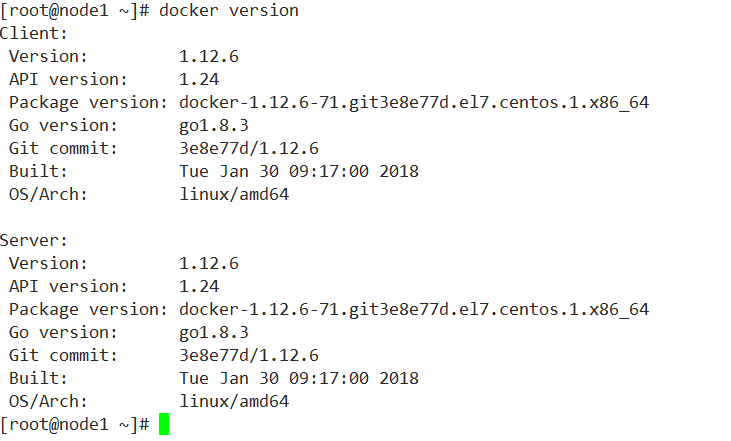 [root@node1 ~]# docker version
Client:
 Version:         1.12.6
 API version:     1.24
 Package version: docker-1.12.6-71.git3e8e77d.el7.centos.1.x86_64
 Go version:      go1.8.3
 Git commit:      3e8e77d/1.12.6
 Built:           Tue Jan 30 09:17:00 2018
 OS/Arch:         linux/amd64

Server:
 Version:         1.12.6
 API version:     1.24
 Package version: docker-1.12.6-71.git3e8e77d.el7.centos.1.x86_64
 Go version:      go1.8.3
 Git commit:      3e8e77d/1.12.6
 Built:           Tue Jan 30 09:17:00 2018
 OS/Arch:         linux/amd64
[root@node1 ~]#